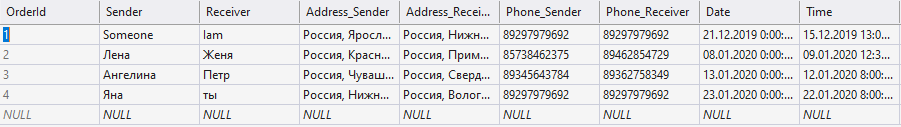 OrderId Sender Receiver Address_Sender Address_Recei... Phone_Sender Phone_Receiver Date Time
1 Someone Iam Россия, Яросл... Россия, Нижн... 89297979692 89297979692 21.12.2019 0:00:... 15.12.2019 13:0...
2 Лена Женя Россия, Красн... Россия, Прим... 85738462375 89462854729 08.01.2020 0:00:... 09.01.2020 12:3...
3 Ангелина Петр Россия, Чуваш... Россия, Сверд... 89345643784 89362758349 13.01.2020 0:00:... 12.01.2020 8:00:...
4 Яна ты Россия, Нижн... Россия, Волог... 89297979692 89297979692 23.01.2020 0:00:... 22.01.2020 8:00:...
NULL NULL NULL NULL NULL NULL NULL NULL NULL